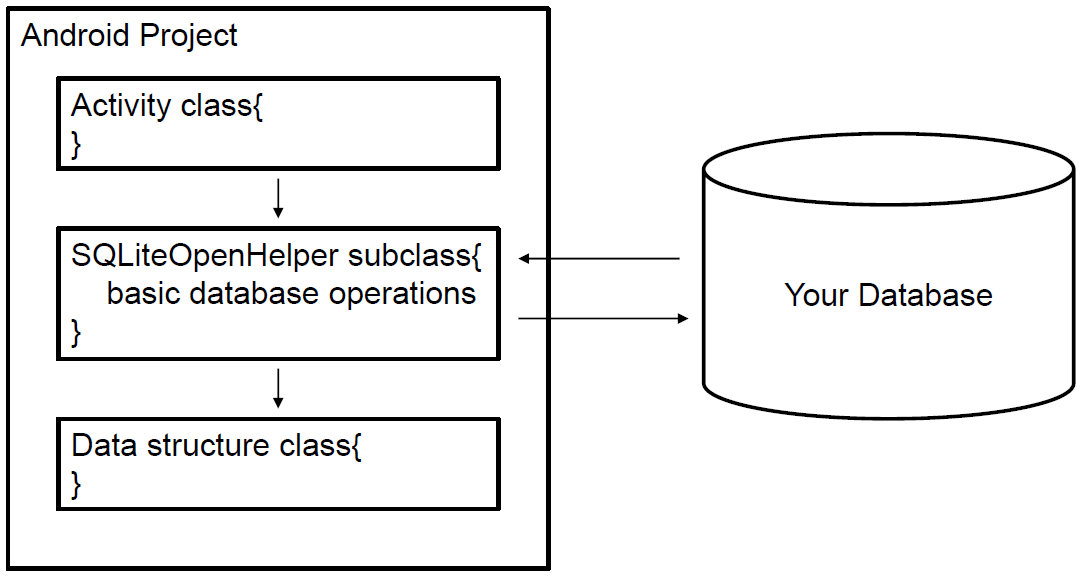 Android Project
Activity class{
}
SQLiteOpenHelper subclass{
basic database operations
}
Data structure class{
}
Your Database